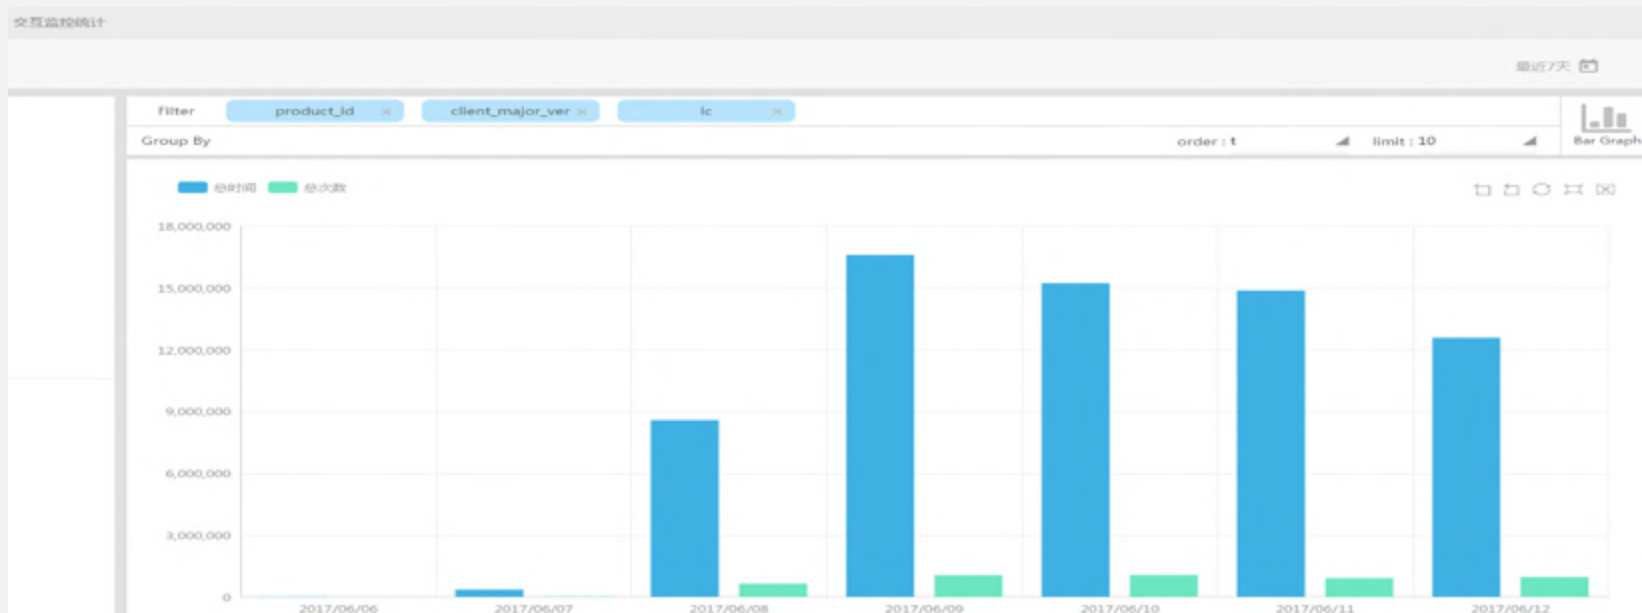 交互监控统计
最近7天
Filter product_id × client_major_ver × lc ×
Group By order : t limit : 10
Bar Graph
总时间 总次数
18,000,000
15,000,000
12,000,000
9,000,000
6,000,000
3,000,000
0
2017/06/06 2017/06/07 2017/06/08 2017/06/09 2017/06/10 2017/06/11 2017/06/12